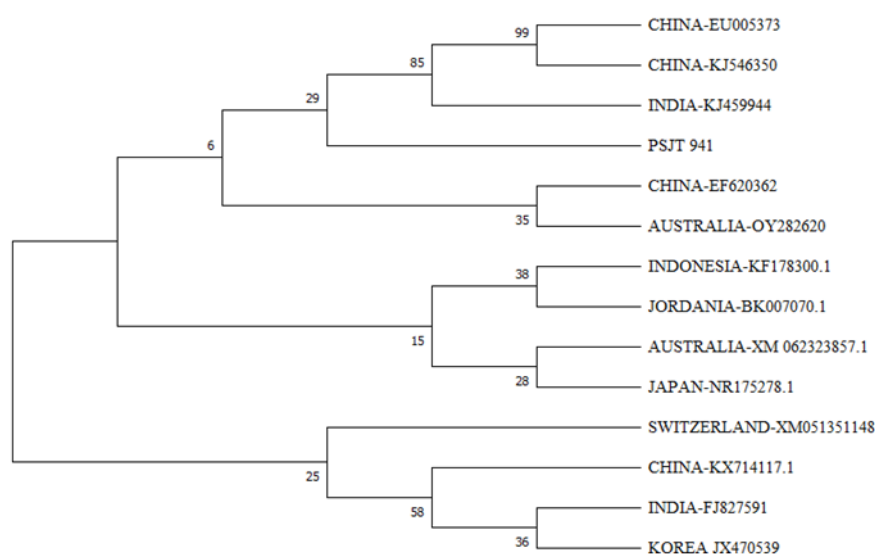 CHINA-EU005373
99
CHINA-KJ546350
85
INDIA-KJ459944
29
PSJT 941
6
CHINA-EF620362
35
AUSTRALIA-OY282620
INDONESIA-KF178300.1
38
JORDANIA-BK007070.1
15
AUSTRALIA-XM 062323857.1
28
JAPAN-NR175278.1
SWITZERLAND-XM051351148
25
CHINA-KX714117.1
58
INDIA-FJ827591
36
KOREA JX470539